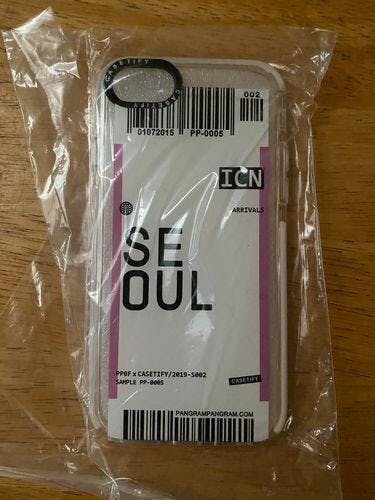 CASETIFY
CASETIFY
002
01072015 PP-0005
ICN
ARRIVALS
SE
OUL
PP0F x CASETIFY/2019-S002
SAMPLE PP-0005
CASETIFY
PANGRAMPANGRAM.COM